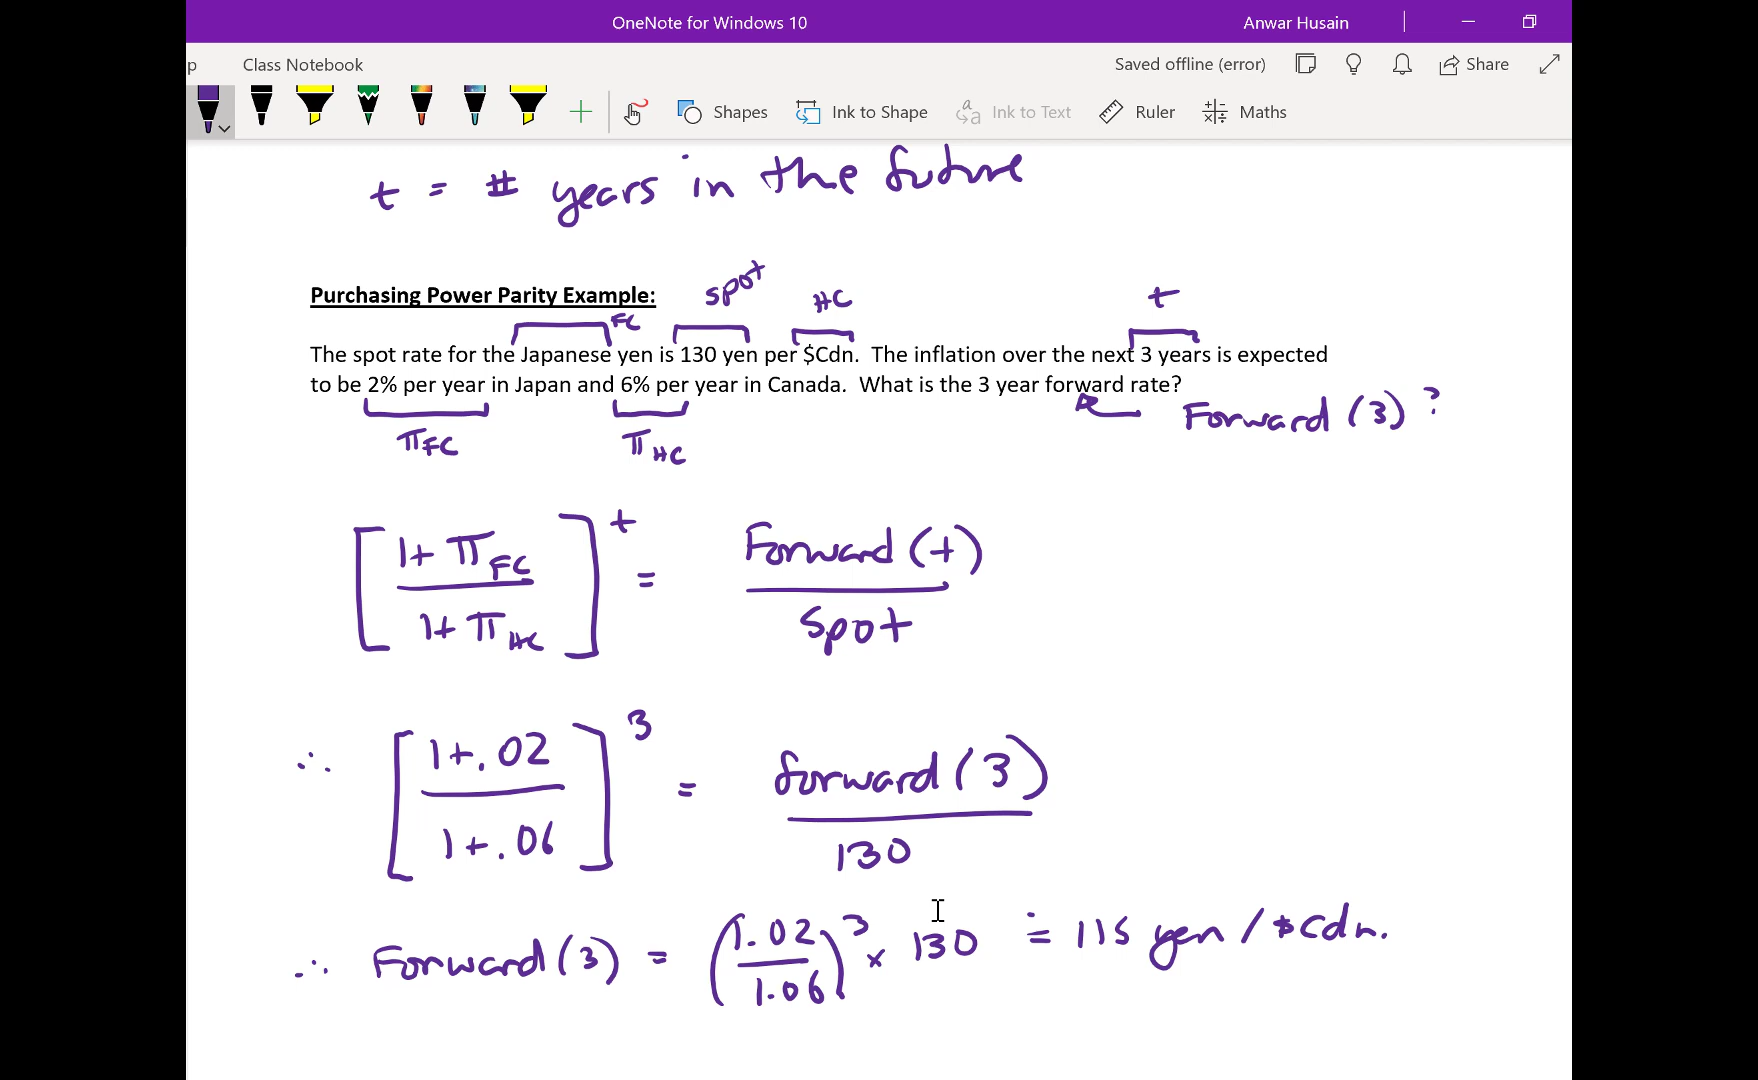 OneNote for Windows 10 Anwar Husain
p Class Notebook Saved offline (error) Share
Shapes Ink to Shape Ink to Text Ruler Maths
t = # years in the future
spot HC t
Purchasing Power Parity Example:
FC
The spot rate for the Japanese yen is 130 yen per $Cdn. The inflation over the next 3 years is expected
to be 2% per year in Japan and 6% per year in Canada. What is the 3 year forward rate?
Forward (3) ?
π FC π HC
[ 1 + π FC / 1 + π HC ] t = Forward (t) / Spot
∴ [ 1 + .02 / 1 + .06 ] 3 = forward (3) / 130
∴ Forward (3) = ( 1.02 / 1.06 ) 3 × 130 ≐ 115 yen / $Cdn.